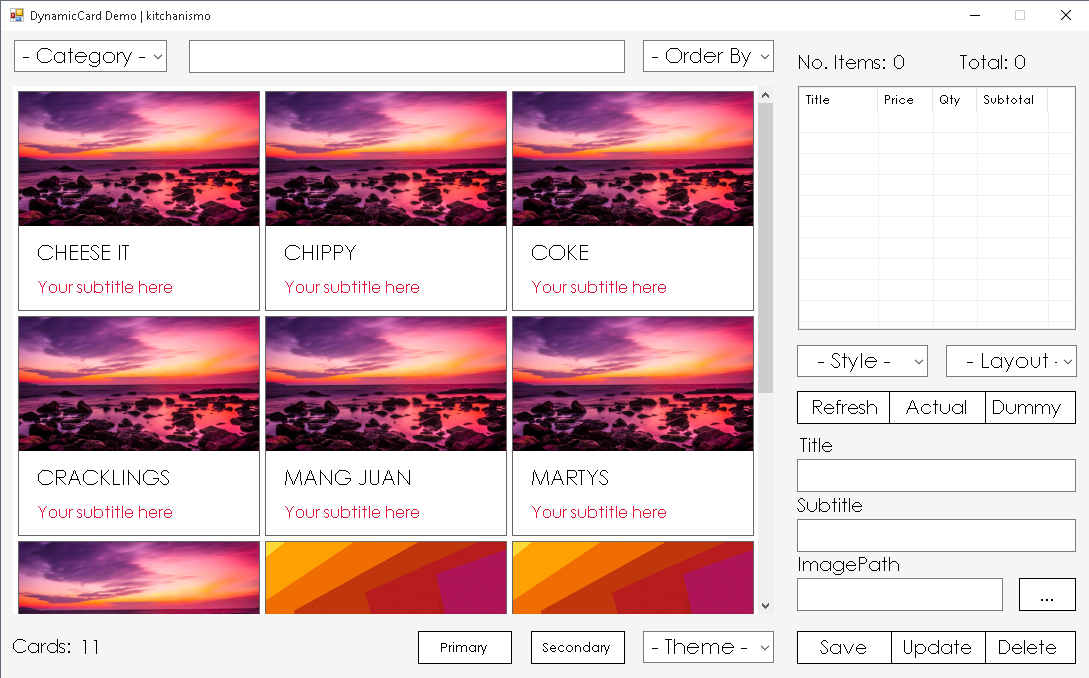 DynamicCard Demo | kitchanismo
- Category -
- Order By
No. Items: 0
Total: 0
Title Price Qty Subtotal
CHEESE IT
CHIPPY
COKE
Your subtitle here
Your subtitle here
Your subtitle here
CRACKLINGS
MANG JUAN
MARTYS
Your subtitle here
Your subtitle here
Your subtitle here
- Style -
- Layout -
Refresh
Actual
Dummy
Title
Subtitle
ImagePath
...
Cards: 11
Primary
Secondary
- Theme -
Save
Update
Delete